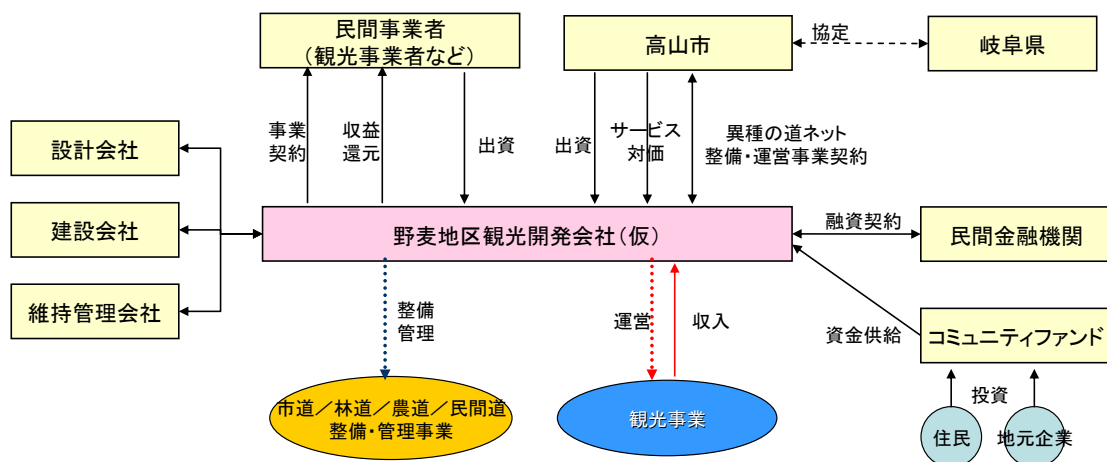 民間事業者
(観光事業者など)
高山市
協定
岐阜県
事業
契約
収益
還元
出資
出資
サービス
対価
異種の道ネット
整備・運営事業契約
設計会社
建設会社
維持管理会社
野麦地区観光開発会社(仮)
融資契約
民間金融機関
整備
管理
運営
収入
資金供給
コミュニティファンド
市道/林道/農道/民間道
整備・管理事業
観光事業
投資
住民
地元企業